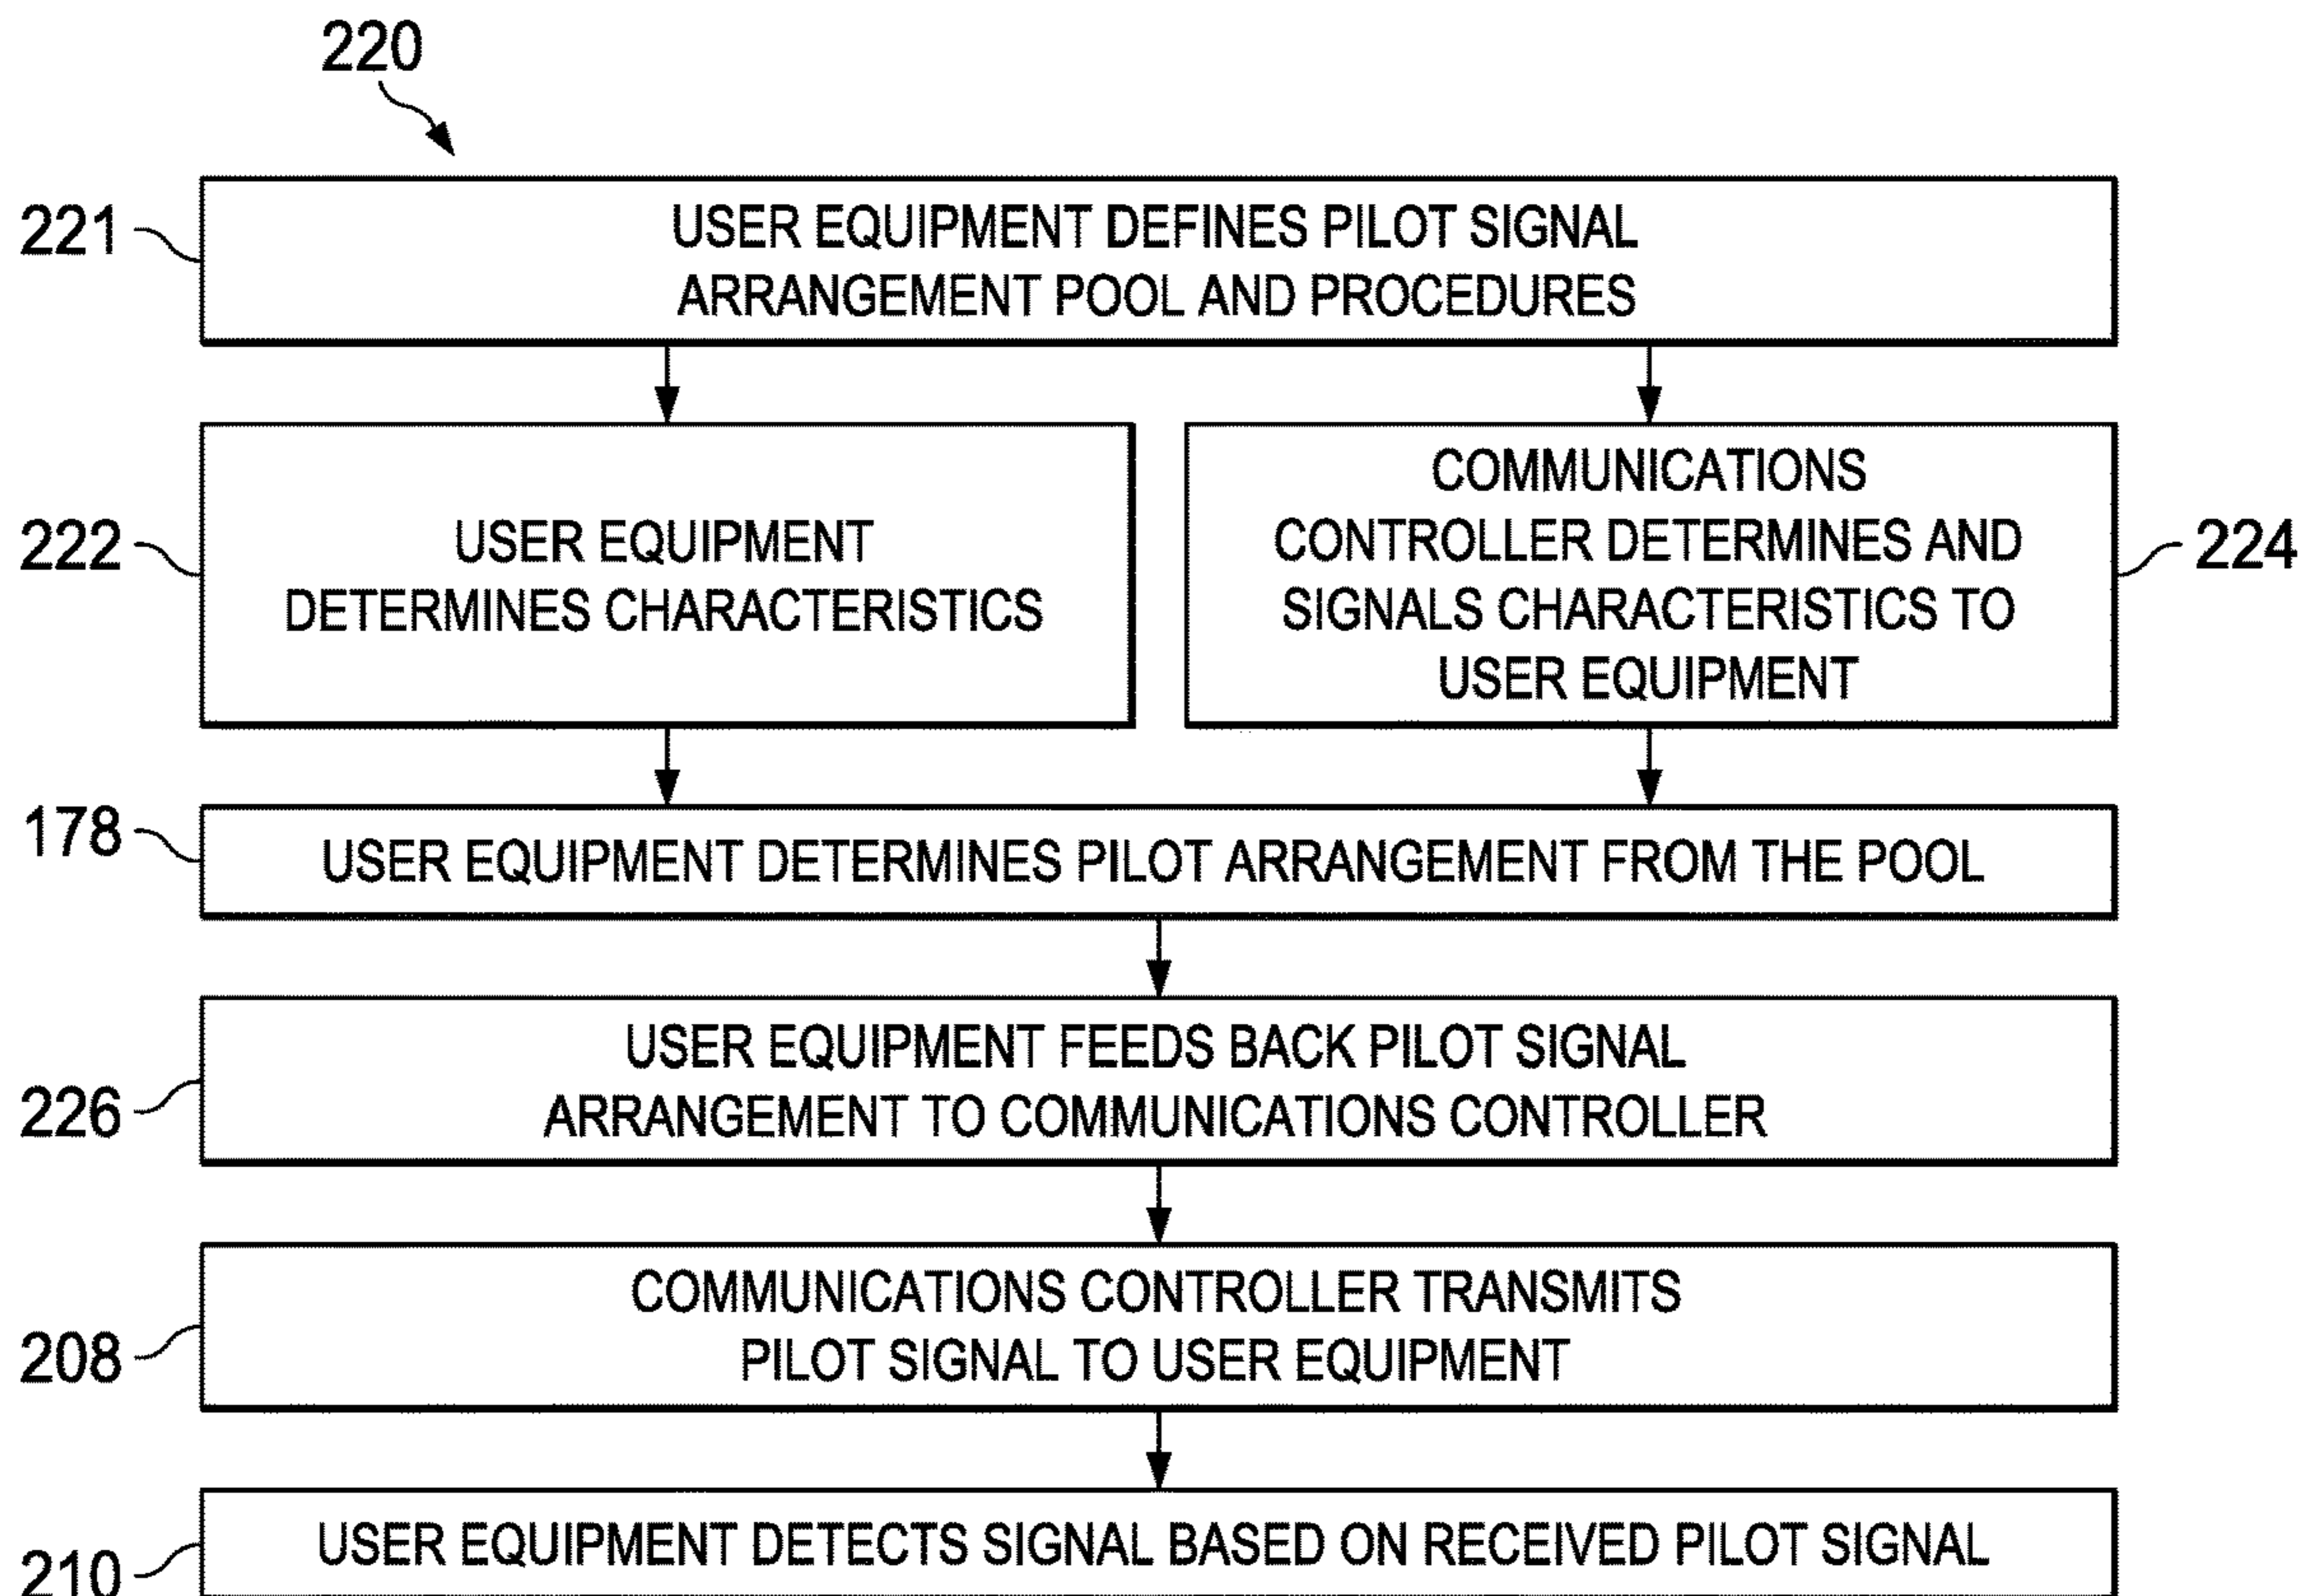 220
221
USER EQUIPMENT DEFINES PILOT SIGNAL
ARRANGEMENT POOL AND PROCEDURES
222
USER EQUIPMENT
DETERMINES CHARACTERISTICS
COMMUNICATIONS
CONTROLLER DETERMINES AND
SIGNALS CHARACTERISTICS TO
USER EQUIPMENT
224
178
USER EQUIPMENT DETERMINES PILOT ARRANGEMENT FROM THE POOL
226
USER EQUIPMENT FEEDS BACK PILOT SIGNAL
ARRANGEMENT TO COMMUNICATIONS CONTROLLER
208
COMMUNICATIONS CONTROLLER TRANSMITS
PILOT SIGNAL TO USER EQUIPMENT
210
USER EQUIPMENT DETECTS SIGNAL BASED ON RECEIVED PILOT SIGNAL